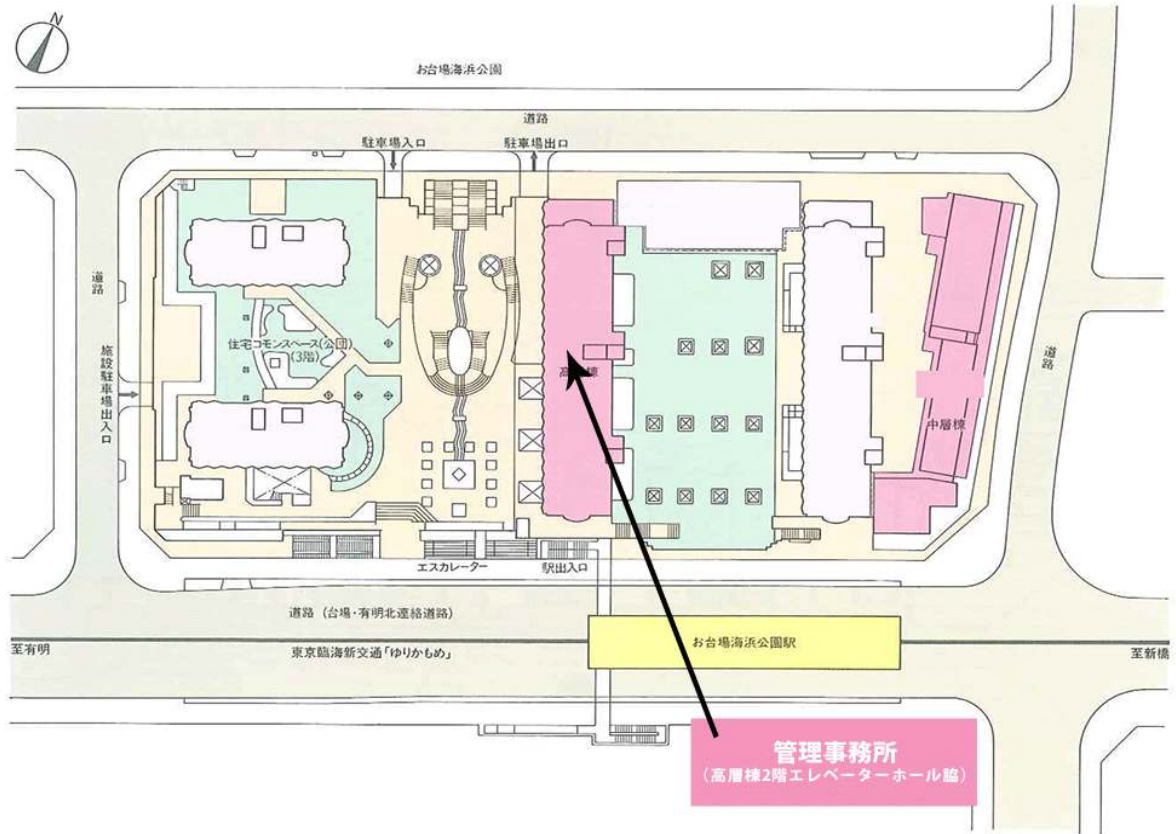 N
お台場海浜公園
道路
駐車場入口
駐車場出口
道路
住宅コモンスペース(公団)
(3階)
施設駐車場出入口
高層棟
中層棟
道路
エスカレーター
駅出入口
道路（台場・有明北連絡道路）
お台場海浜公園駅
至有明
東京臨海新交通「ゆりかもめ」
至新橋
管理事務所
（高層棟2階エレベーターホール脇）